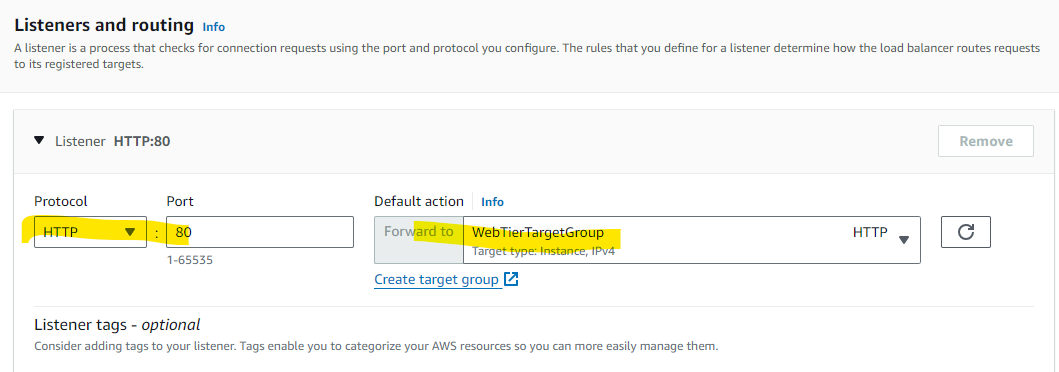 Listeners and routing Info
A listener is a process that checks for connection requests using the port and protocol you configure. The rules that you define for a listener determine how the load balancer routes requests
to its registered targets.
Listener HTTP:80
Remove
Protocol
Port
Default action
Info
HTTP
:
80
Forward to
WebTierTargetGroup
HTTP
Target type: Instance, IPv4
1-65535
Create target group
Listener tags - optional
Consider adding tags to your listener. Tags enable you to categorize your AWS resources so you can more easily manage them.